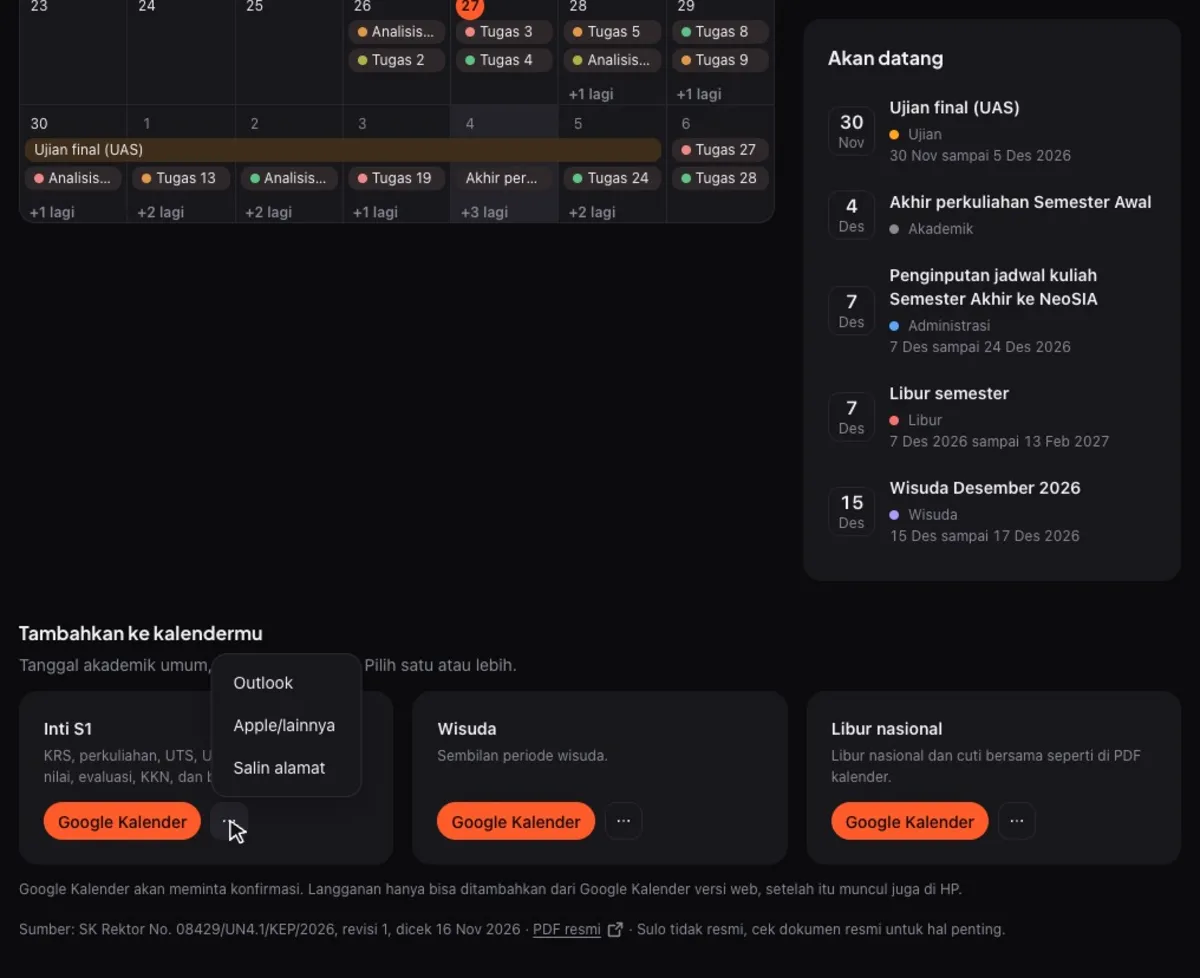 23 24 25 26 27 28 29
Analisis... Tugas 3 Tugas 5 Tugas 8
Tugas 2 Tugas 4 Analisis... Tugas 9
+1 lagi +1 lagi
30 1 2 3 4 5 6
Ujian final (UAS) Tugas 27
Analisis... Tugas 13 Analisis... Tugas 19 Akhir per... Tugas 24 Tugas 28
+1 lagi +2 lagi +2 lagi +1 lagi +3 lagi +2 lagi
Akan datang
30 Nov
Ujian final (UAS)
Ujian
30 Nov sampai 5 Des 2026
4 Des
Akhir perkuliahan Semester Awal
Akademik
7 Des
Penginputan jadwal kuliah
Semester Akhir ke NeoSIA
Administrasi
7 Des sampai 24 Des 2026
7 Des
Libur semester
Libur
7 Des 2026 sampai 13 Feb 2027
15 Des
Wisuda Desember 2026
Wisuda
15 Des sampai 17 Des 2026
Tambahkan ke kalendermu
Tanggal akademik umum, Pilih satu atau lebih.
Outlook
Apple/lainnya
Salin alamat
Inti S1
KRS, perkuliahan, UTS, U
nilai, evaluasi, KKN, dan b
Google Kalender ...
Wisuda
Sembilan periode wisuda.
Google Kalender ...
Libur nasional
Libur nasional dan cuti bersama seperti di PDF
kalender.
Google Kalender ...
Google Kalender akan meminta konfirmasi. Langganan hanya bisa ditambahkan dari Google Kalender versi web, setelah itu muncul juga di HP.
Sumber: SK Rektor No. 08429/UN4.1/KEP/2026, revisi 1, dicek 16 Nov 2026 · PDF resmi · Sulo tidak resmi, cek dokumen resmi untuk hal penting.